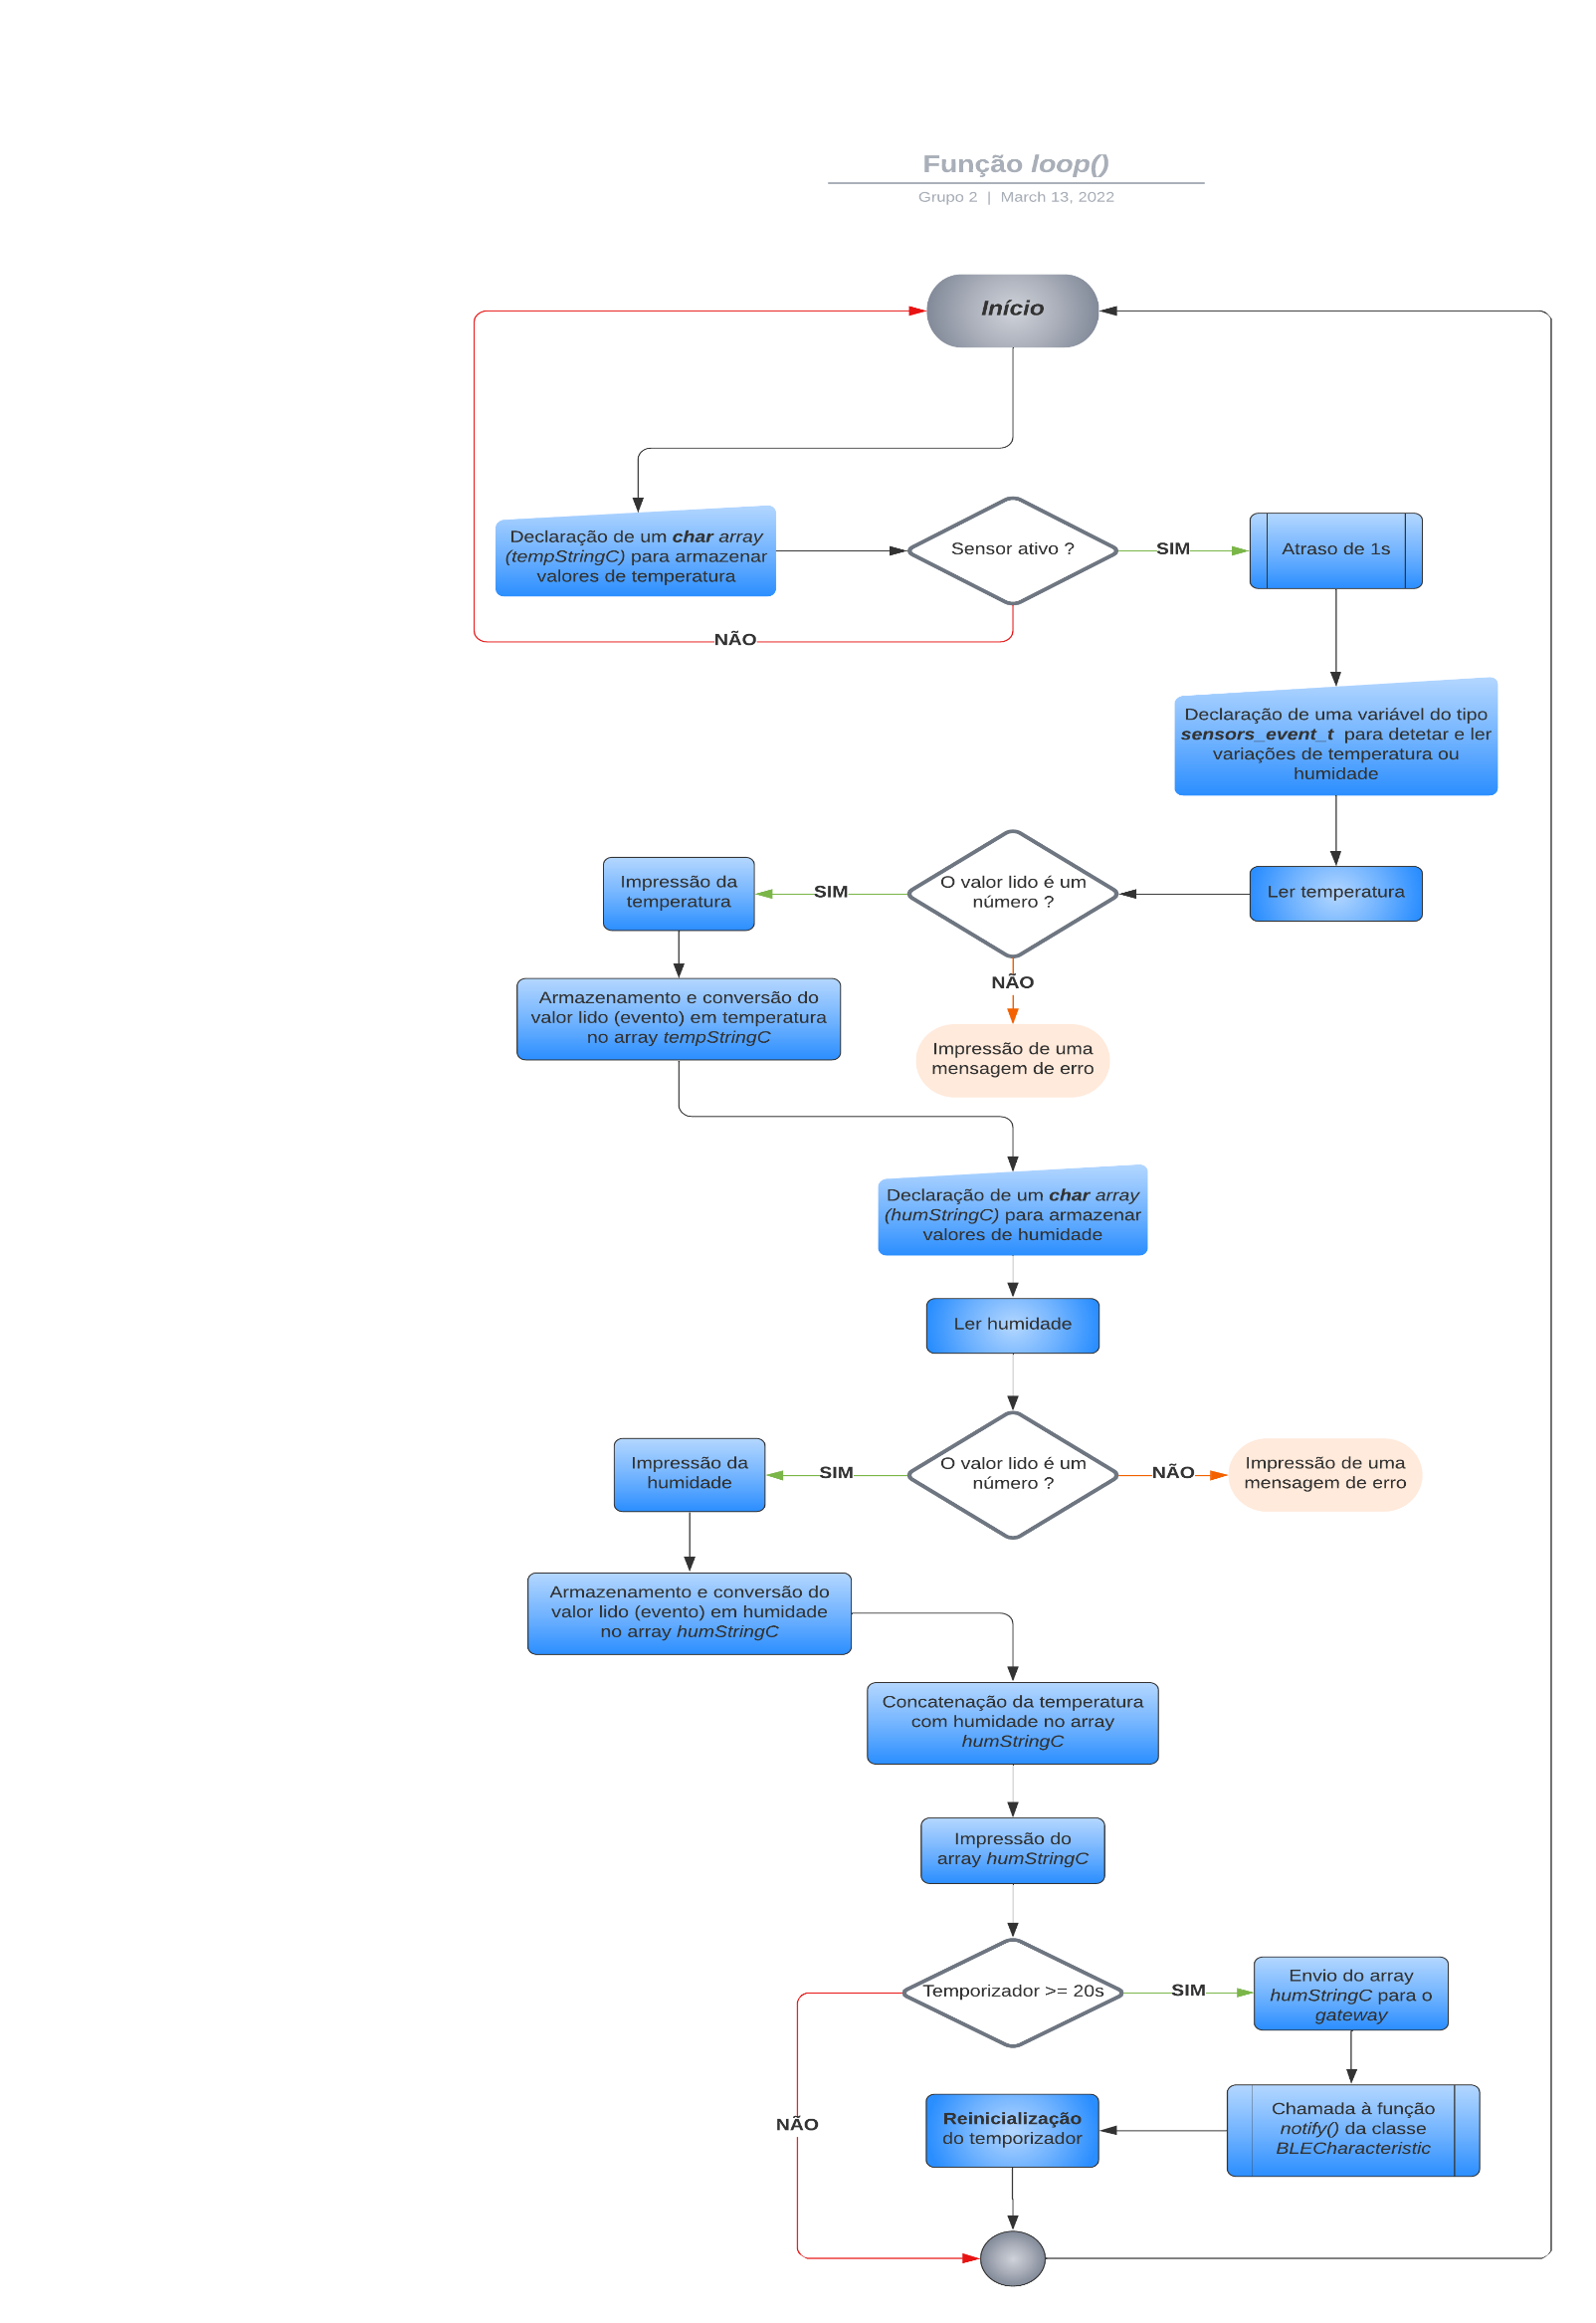 Função loop()
Grupo 2 | March 13, 2022
Início
Declaração de um char array
(tempStringC) para armazenar
valores de temperatura
Sensor ativo ?
SIM
Atraso de 1s
NÃO
Declaração de uma variável do tipo
sensors_event_t para detetar e ler
variações de temperatura ou
humidade
Ler temperatura
O valor lido é um
número ?
SIM
Impressão da
temperatura
NÃO
Impressão de uma
mensagem de erro
Armazenamento e conversão do
valor lido (evento) em temperatura
no array tempStringC
Declaração de um char array
(humStringC) para armazenar
valores de humidade
Ler humidade
O valor lido é um
número ?
SIM
Impressão da
humidade
NÃO
Impressão de uma
mensagem de erro
Armazenamento e conversão do
valor lido (evento) em humidade
no array humStringC
Concatenação da temperatura
com humidade no array
humStringC
Impressão do
array humStringC
Temporizador >= 20s
SIM
Envio do array
humStringC para o
gateway
Chamada à função
notify() da classe
BLECharacteristic
Reinicialização
do temporizador
NÃO